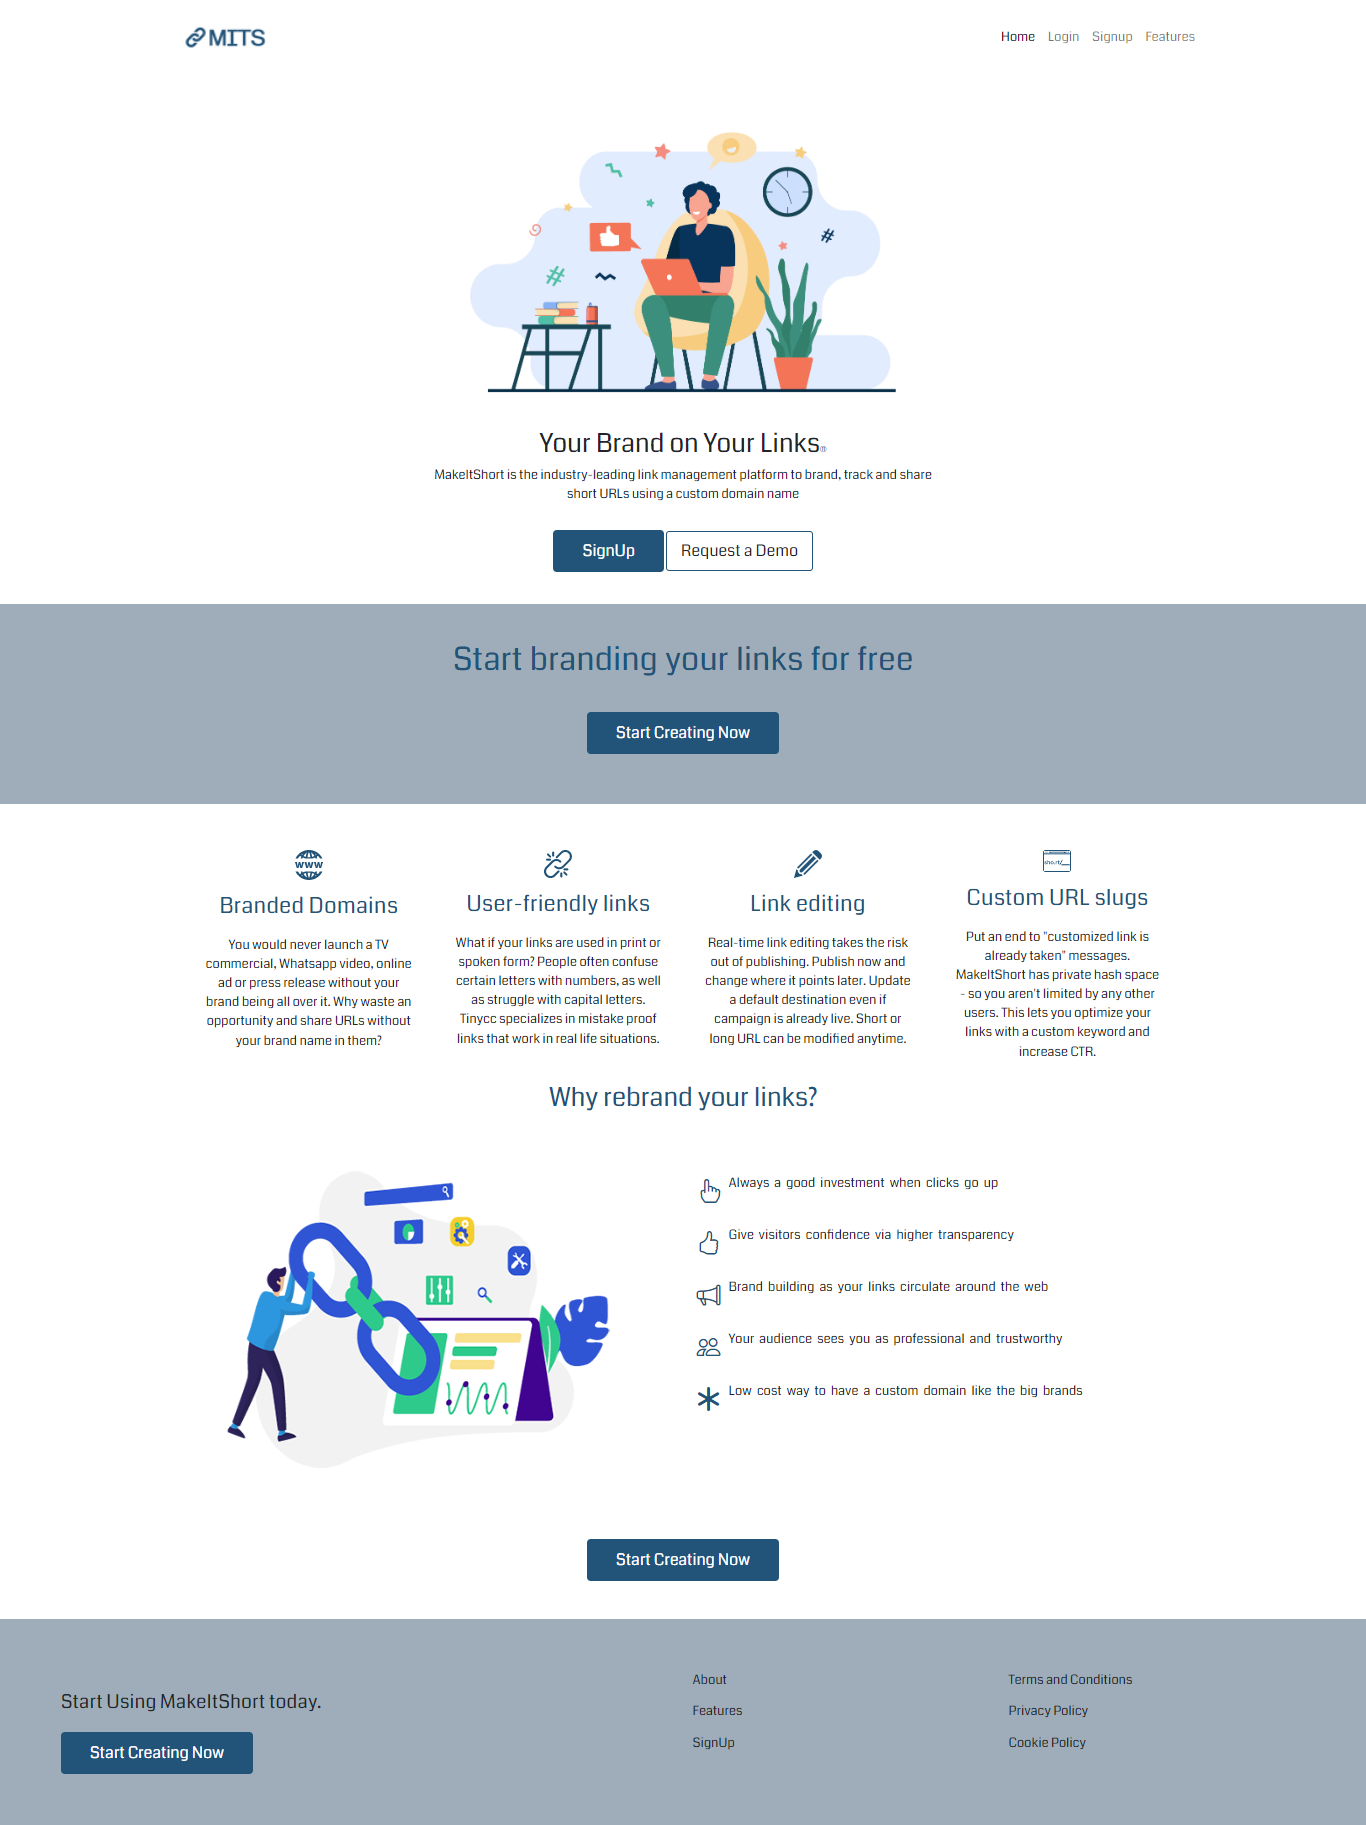 MITS
Home Login Signup Features
Your Brand on Your Links®
MakeItShort is the industry-leading link management platform to brand, track and share
short URLs using a custom domain name
SignUp Request a Demo
Start branding your links for free
Start Creating Now
WWW
Branded Domains
You would never launch a TV
commercial, Whatsapp video, online
ad or press release without your
brand being all over it. Why waste an
opportunity and share URLs without
your brand name in them?
User-friendly links
What if your links are used in print or
spoken form? People often confuse
certain letters with numbers, as well
as struggle with capital letters.
Tinycc specializes in mistake proof
links that work in real life situations.
Link editing
Real-time link editing takes the risk
out of publishing. Publish now and
change where it points later. Update
a default destination even if
campaign is already live. Short or
long URL can be modified anytime.
sho.rt/__
Custom URL slugs
Put an end to "customized link is
already taken" messages.
MakeItShort has private hash space
- so you aren't limited by any other
users. This lets you optimize your
links with a custom keyword and
increase CTR.
Why rebrand your links?
Always a good investment when clicks go up
Give visitors confidence via higher transparency
Brand building as your links circulate around the web
Your audience sees you as professional and trustworthy
Low cost way to have a custom domain like the big brands
Start Creating Now
Start Using MakeItShort today.
Start Creating Now
About
Features
SignUp
Terms and Conditions
Privacy Policy
Cookie Policy